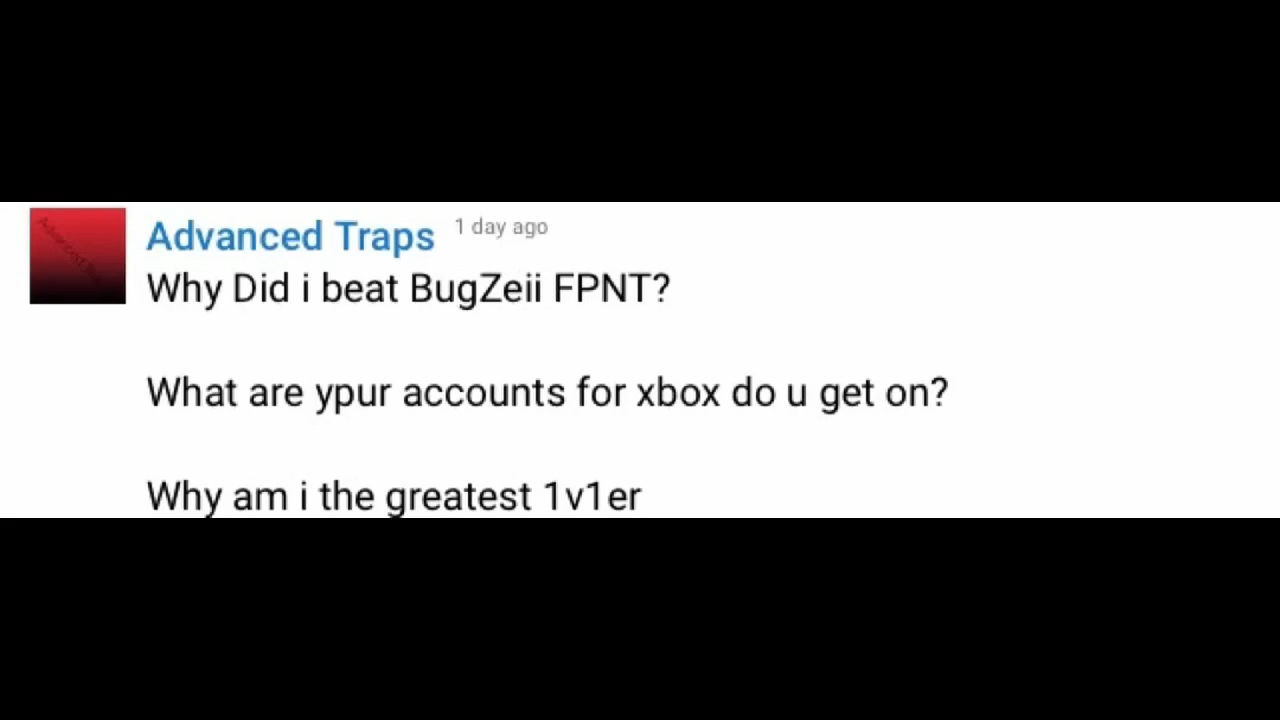 Advanced Traps 1 day ago
Why Did i beat BugZeii FPNT?
What are ypur accounts for xbox do u get on?
Why am i the greatest 1v1er